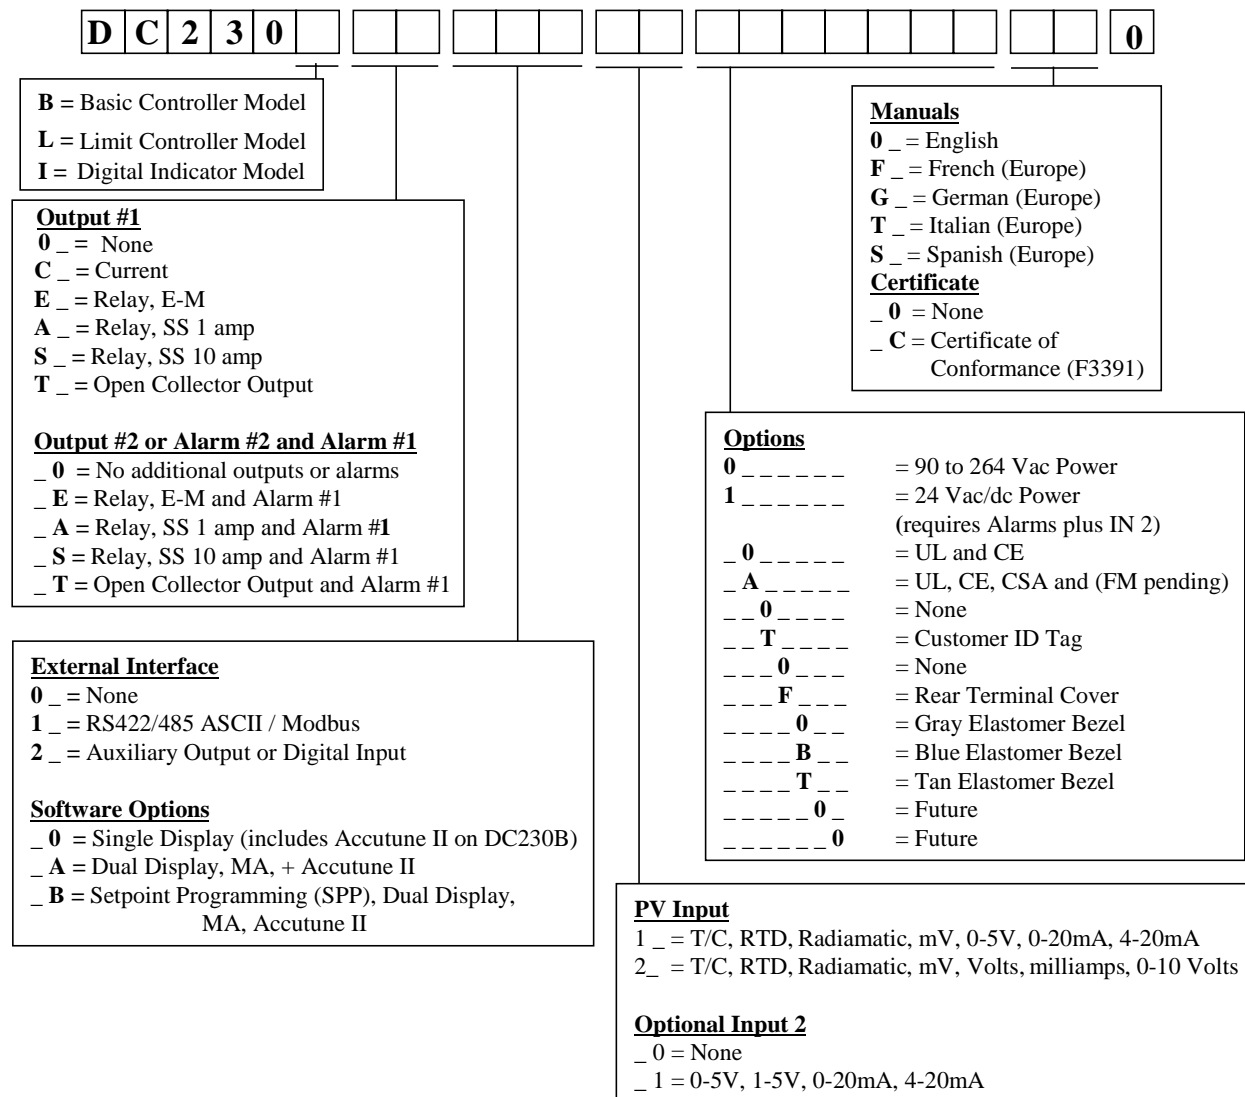 D C 2 3 0 0
B = Basic Controller Model
L = Limit Controller Model
I = Digital Indicator Model
Output #1
0 _ = None
C _ = Current
E _ = Relay, E-M
A _ = Relay, SS 1 amp
S _ = Relay, SS 10 amp
T _ = Open Collector Output
Output #2 or Alarm #2 and Alarm #1
_ 0 = No additional outputs or alarms
_ E = Relay, E-M and Alarm #1
_ A = Relay, SS 1 amp and Alarm #1
_ S = Relay, SS 10 amp and Alarm #1
_ T = Open Collector Output and Alarm #1
External Interface
0 _ = None
1 _ = RS422/485 ASCII / Modbus
2 _ = Auxiliary Output or Digital Input
Software Options
_ 0 = Single Display (includes Accutune II on DC230B)
_ A = Dual Display, MA, + Accutune II
_ B = Setpoint Programming (SPP), Dual Display,
MA, Accutune II
Manuals
0 _ = English
F _ = French (Europe)
G _ = German (Europe)
T _ = Italian (Europe)
S _ = Spanish (Europe)
Certificate
_ 0 = None
_ C = Certificate of
Conformance (F3391)
Options
0 _ _ _ _ _ _ = 90 to 264 Vac Power
1 _ _ _ _ _ _ = 24 Vac/dc Power
(requires Alarms plus IN 2)
_ 0 _ _ _ _ _ = UL and CE
_ A _ _ _ _ _ = UL, CE, CSA and (FM pending)
_ _ 0 _ _ _ _ = None
_ _ T _ _ _ _ = Customer ID Tag
_ _ _ 0 _ _ _ = None
_ _ _ F _ _ _ = Rear Terminal Cover
_ _ _ _ 0 _ _ = Gray Elastomer Bezel
_ _ _ _ B _ _ = Blue Elastomer Bezel
_ _ _ _ T _ _ = Tan Elastomer Bezel
_ _ _ _ _ 0 _ = Future
_ _ _ _ _ _ 0 = Future
PV Input
1 _ = T/C, RTD, Radiamatic, mV, 0-5V, 0-20mA, 4-20mA
2_ = T/C, RTD, Radiamatic, mV, Volts, milliamps, 0-10 Volts
Optional Input 2
_ 0 = None
_ 1 = 0-5V, 1-5V, 0-20mA, 4-20mA